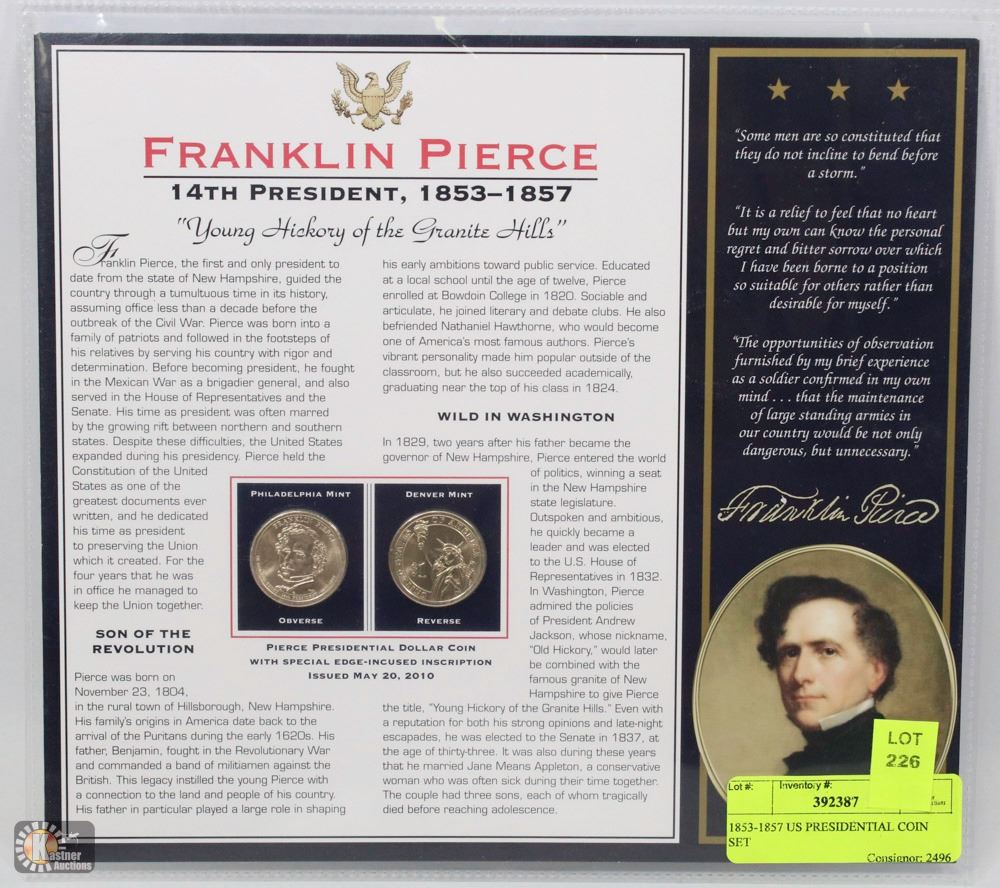 FRANKLIN PIERCE
14TH PRESIDENT, 1853–1857
"Young Hickory of the Granite Hills"
Franklin Pierce, the first and only president to
date from the state of New Hampshire, guided the
country through a tumultuous time in its history,
assuming office less than a decade before the
outbreak of the Civil War. Pierce was born into a
family of patriots and followed in the footsteps of
his relatives by serving his country with rigor and
determination. Before becoming president, he fought
in the Mexican War as a brigadier general, and also
served in the House of Representatives and the
Senate. His time as president was often marred
by the growing rift between northern and southern
states. Despite these difficulties, the United States
expanded during his presidency. Pierce held the
Constitution of the United
States as one of the
greatest documents ever
written, and he dedicated
his time as president
to preserving the Union
which it created. For the
four years that he was
in office he managed to
keep the Union together.
SON OF THE
REVOLUTION
Pierce was born on
November 23, 1804,
in the rural town of Hillsborough, New Hampshire.
His family's origins in America date back to the
arrival of the Puritans during the early 1620s. His
father, Benjamin, fought in the Revolutionary War
and commanded a band of militiamen against the
British. This legacy instilled the young Pierce with
a connection to the land and people of his country.
His father in particular played a large role in shaping
his early ambitions toward public service. Educated
at a local school until the age of twelve, Pierce
enrolled at Bowdoin College in 1820. Sociable and
articulate, he joined literary and debate clubs. He also
befriended Nathaniel Hawthorne, who would become
one of America's most famous authors. Pierce's
vibrant personality made him popular outside of the
classroom, but he also succeeded academically,
graduating near the top of his class in 1824.
WILD IN WASHINGTON
In 1829, two years after his father became the
governor of New Hampshire, Pierce entered the world
of politics, winning a seat
in the New Hampshire
state legislature.
Outspoken and ambitious,
he quickly became a
leader and was elected
to the U.S. House of
Representatives in 1832.
In Washington, Pierce
admired the policies
of President Andrew
Jackson, whose nickname,
"Old Hickory," would later
be combined with the
famous granite of New
Hampshire to give Pierce
the title, "Young Hickory of the Granite Hills." Even with
a reputation for both his strong opinions and late-night
escapades, he was elected to the Senate in 1837, at
the age of thirty-three. It was also during these years
that he married Jane Means Appleton, a conservative
woman who was often sick during their time together.
The couple had three sons, each of whom tragically
died before reaching adolescence.
PHILADELPHIA MINT
FRANKLIN PIERCE
OBVERSE
DENVER MINT
REVERSE
PIERCE PRESIDENTIAL DOLLAR COIN
WITH SPECIAL EDGE-INCUSED INSCRIPTION
ISSUED MAY 20, 2010
"Some men are so constituted that
they do not incline to bend before
a storm."
"It is a relief to feel that no heart
but my own can know the personal
regret and bitter sorrow over which
I have been borne to a position
so suitable for others rather than
desirable for myself."
"The opportunities of observation
furnished by my brief experience
as a soldier confirmed in my own
mind . . . that the maintenance
of large standing armies in
our country would be not only
dangerous, but unnecessary."
Franklin Pierce
LOT
226
Lot #: Inventory #:
392387
1853-1857 US PRESIDENTIAL COIN
SET
Consignor: 2496
Kastner
Auctions